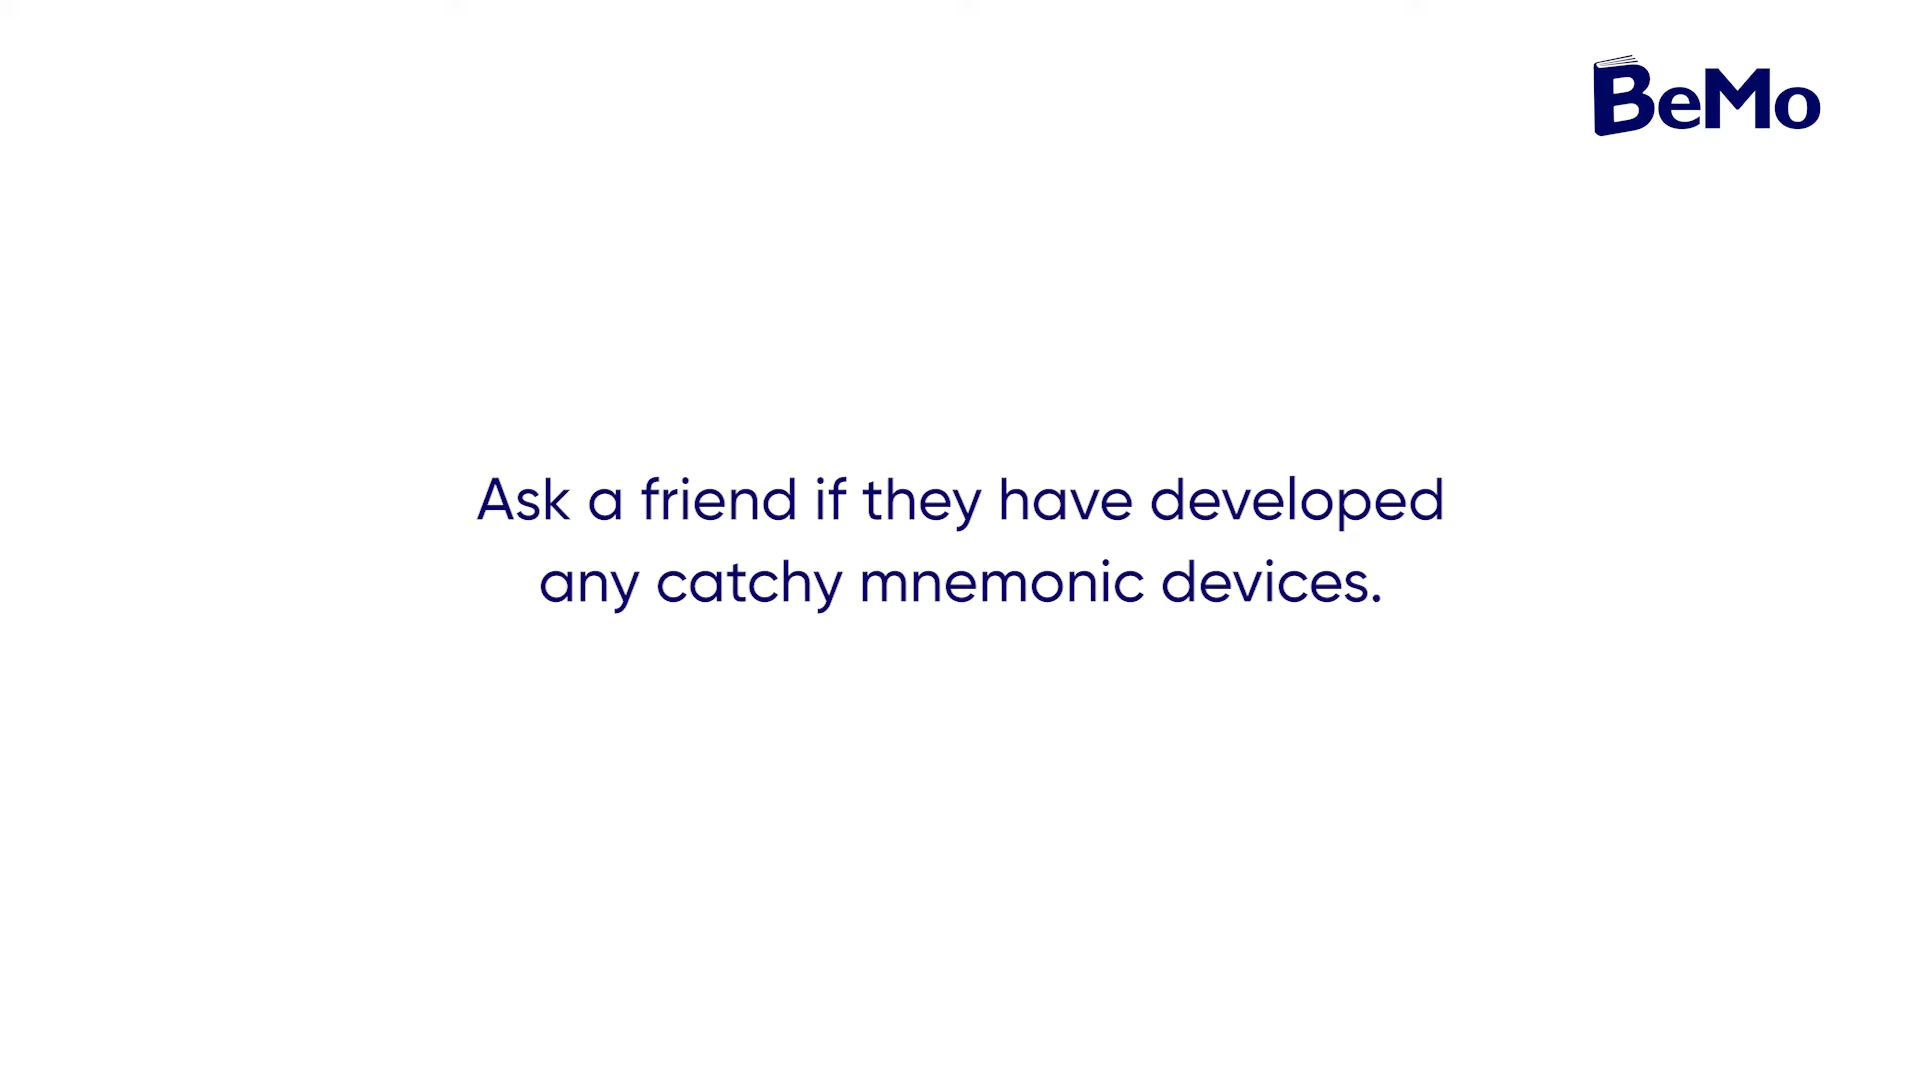 BeMo
Ask a friend if they have developed
any catchy mnemonic devices.